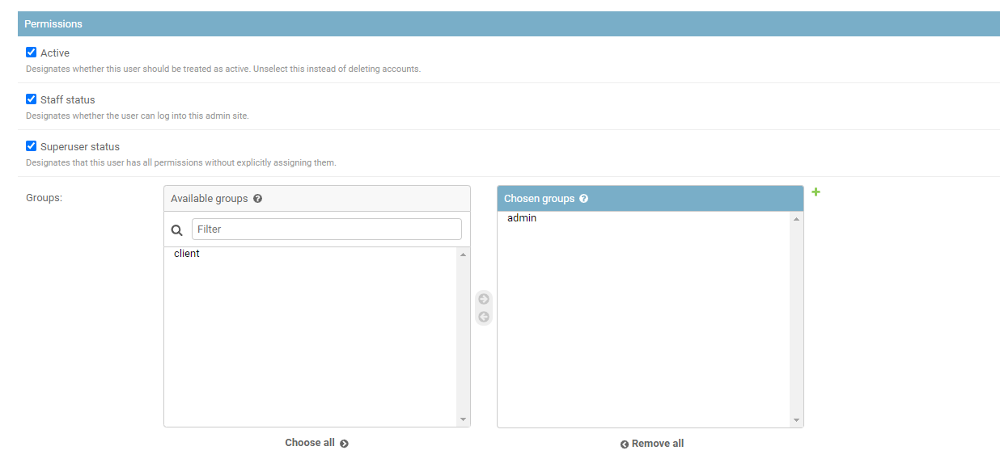 Permissions
Active
Designates whether this user should be treated as active. Unselect this instead of deleting accounts.
Staff status
Designates whether the user can log into this admin site.
Superuser status
Designates that this user has all permissions without explicitly assigning them.
Groups:
Available groups
Filter
client
Choose all
Chosen groups
admin
Remove all